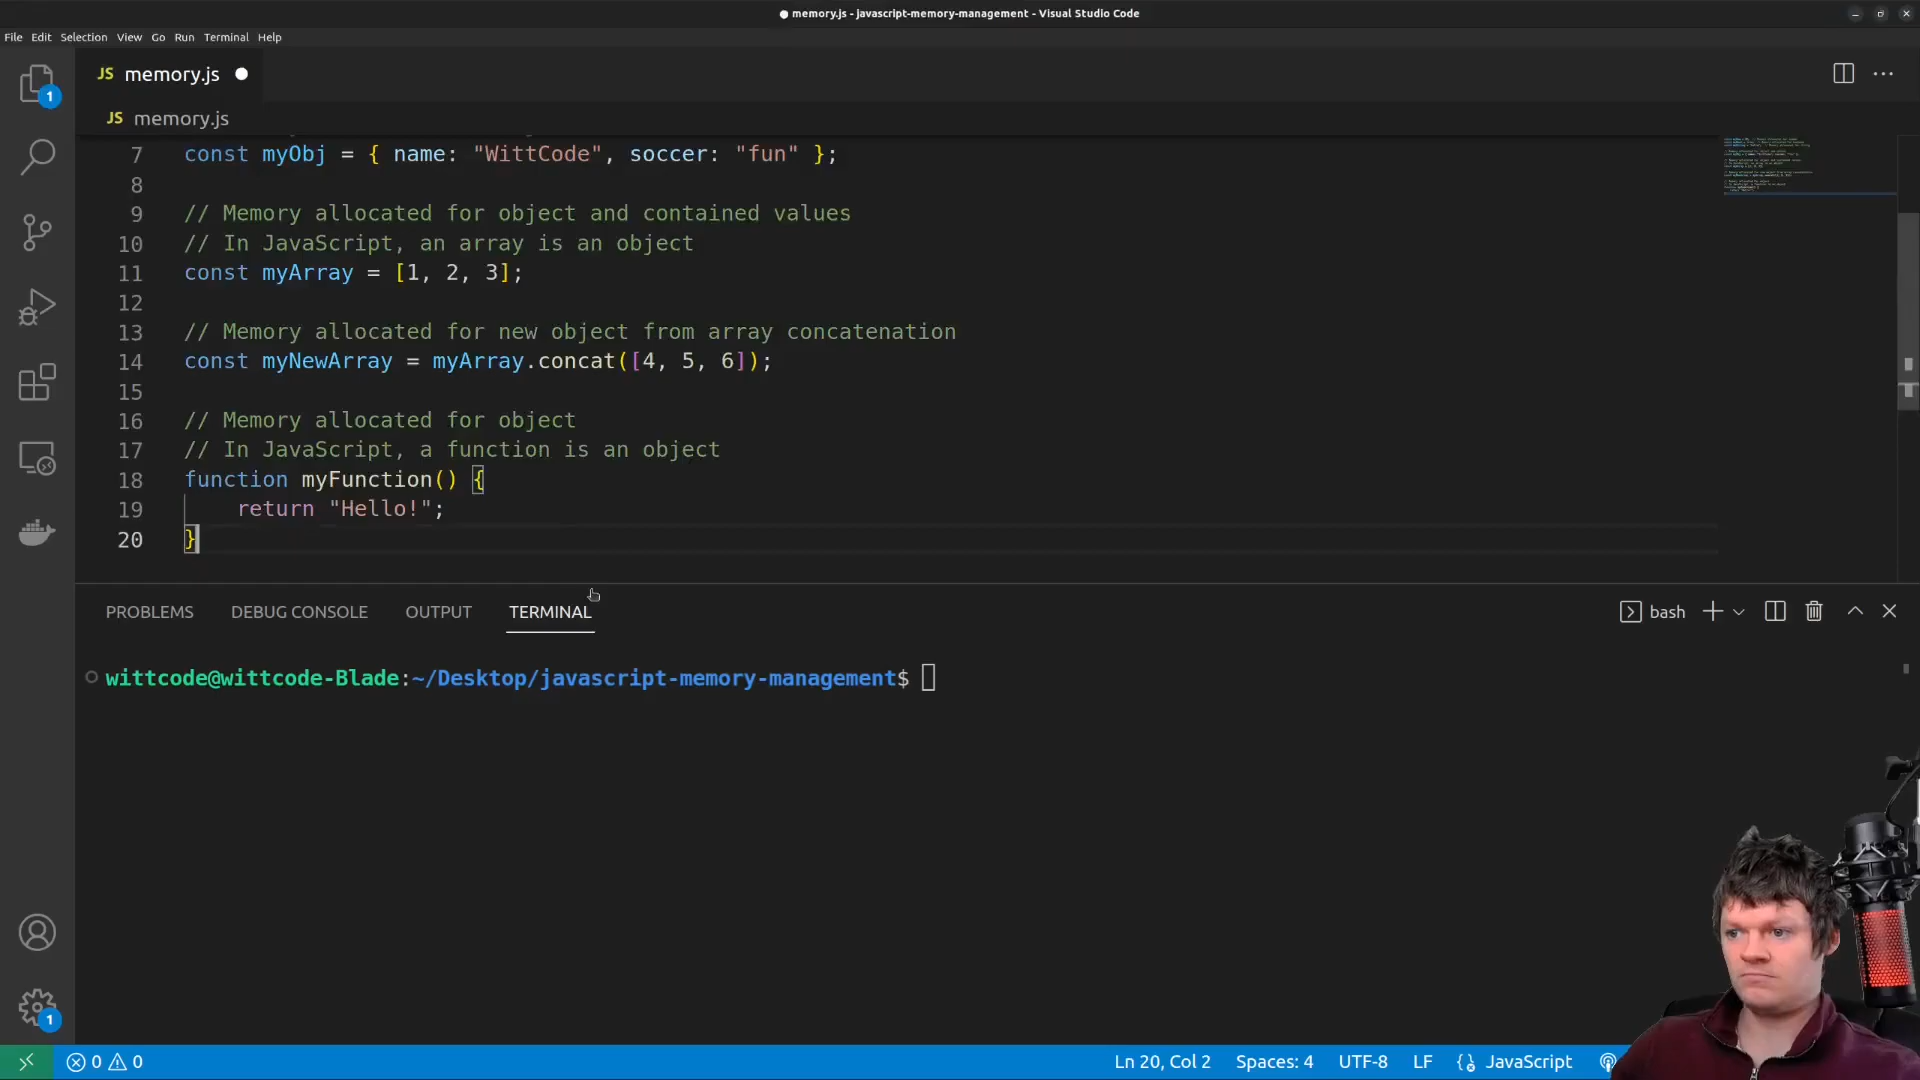 memory.js - javascript-memory-management - Visual Studio Code
File Edit Selection View Go Run Terminal Help
JS memory.js
JS memory.js
1
7 const myObj = { name: "WittCode", soccer: "fun" };
8
9 // Memory allocated for object and contained values
10 // In JavaScript, an array is an object
11 const myArray = [1, 2, 3];
12
13 // Memory allocated for new object from array concatenation
14 const myNewArray = myArray.concat([4, 5, 6]);
15
16 // Memory allocated for object
17 // In JavaScript, a function is an object
18 function myFunction() {
19 return "Hello!";
20 }
PROBLEMS DEBUG CONSOLE OUTPUT TERMINAL bash
wittcode@wittcode-Blade:~/Desktop/javascript-memory-management$
1
0 0 Ln 20, Col 2 Spaces: 4 UTF-8 LF JavaScript